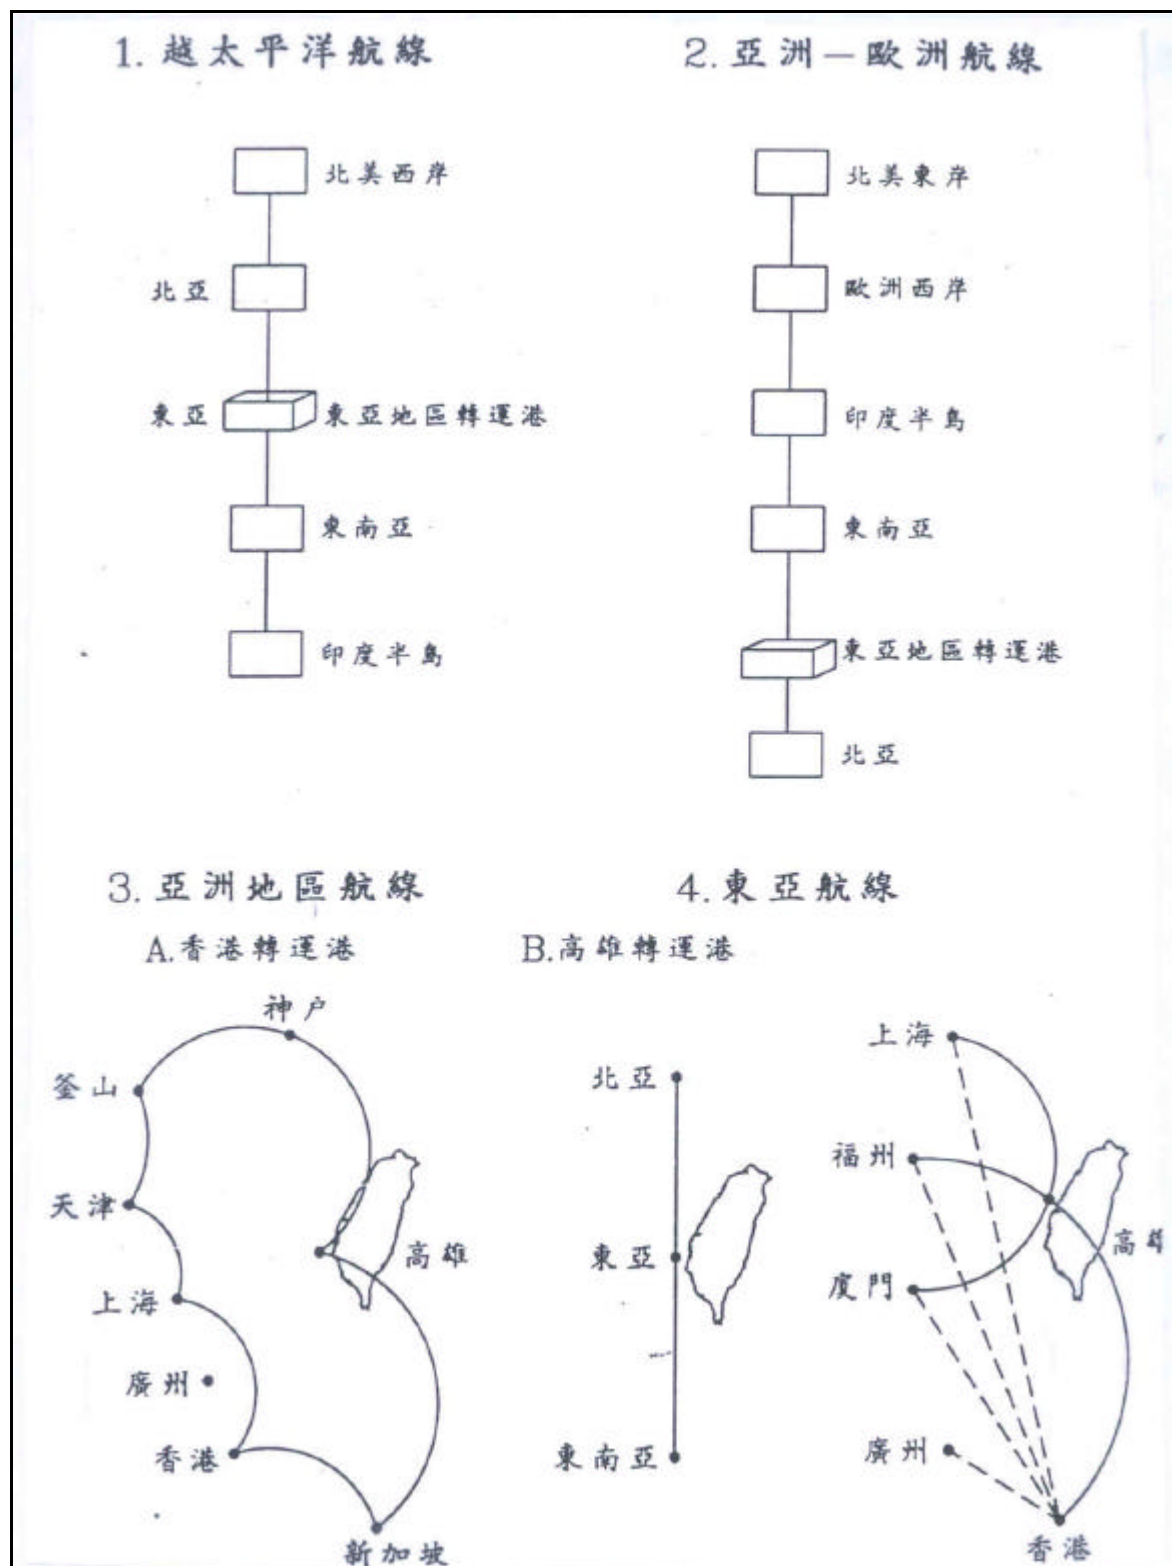 1. 越太平洋航線
北美西岸
北亞
東亞
東亞地區轉運港
東南亞
印度半島
2. 亞洲—歐洲航線
北美東岸
歐洲西岸
印度半島
東南亞
東亞地區轉運港
北亞
3. 亞洲地區航線
A.香港轉運港
神户
釜山
天津
高雄
上海
廣州
香港
新加坡
4. 東亞航線
B.高雄轉運港
北亞
東亞
東南亞
上海
福州
高雄
廈門
廣州
香港